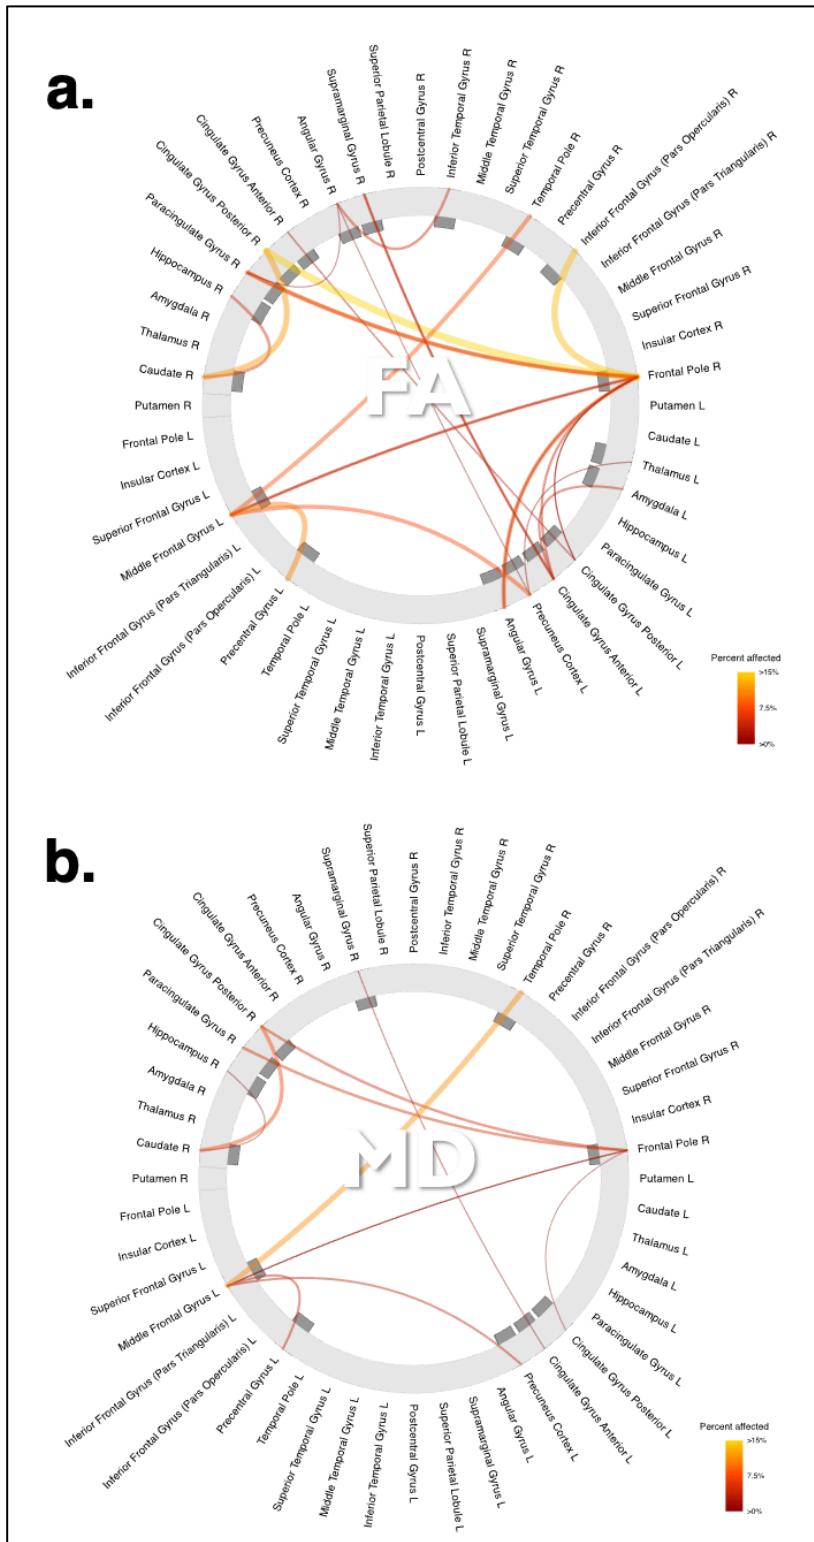 a.
Postcentral Gyrus R
Inferior Temporal Gyrus R
Middle Temporal Gyrus R
Superior Temporal Gyrus R
Temporal Pole R
Precentral Gyrus R
Inferior Frontal Gyrus (Pars Opercularis) R
Inferior Frontal Gyrus (Pars Triangularis) R
Middle Frontal Gyrus R
Superior Frontal Gyrus R
Insular Cortex R
Frontal Pole R
Putamen L
Caudate L
Thalamus L
Amygdala L
Hippocampus L
Paracingulate Gyrus L
Cingulate Gyrus Posterior L
Cingulate Gyrus Anterior L
Precuneus Cortex L
Angular Gyrus L
Supramarginal Gyrus L
Superior Parietal Lobule L
Postcentral Gyrus L
Inferior Temporal Gyrus L
Middle Temporal Gyrus L
Superior Temporal Gyrus L
Temporal Pole L
Precentral Gyrus L
Inferior Frontal Gyrus (Pars Opercularis) L
Inferior Frontal Gyrus (Pars Triangularis) L
Middle Frontal Gyrus L
Superior Frontal Gyrus L
Insular Cortex L
Frontal Pole L
Putamen R
Caudate R
Thalamus R
Amygdala R
Hippocampus R
Paracingulate Gyrus R
Cingulate Gyrus Posterior R
Cingulate Gyrus Anterior R
Precuneus Cortex R
Angular Gyrus R
Supramarginal Gyrus R
Superior Parietal Lobule R
FA
Percent affected
>15%
7.5%
>0%
b.
Postcentral Gyrus R
Inferior Temporal Gyrus R
Middle Temporal Gyrus R
Superior Temporal Gyrus R
Temporal Pole R
Precentral Gyrus R
Inferior Frontal Gyrus (Pars Opercularis) R
Inferior Frontal Gyrus (Pars Triangularis) R
Middle Frontal Gyrus R
Superior Frontal Gyrus R
Insular Cortex R
Frontal Pole R
Putamen L
Caudate L
Thalamus L
Amygdala L
Hippocampus L
Paracingulate Gyrus L
Cingulate Gyrus Posterior L
Cingulate Gyrus Anterior L
Precuneus Cortex L
Angular Gyrus L
Supramarginal Gyrus L
Superior Parietal Lobule L
Postcentral Gyrus L
Inferior Temporal Gyrus L
Middle Temporal Gyrus L
Superior Temporal Gyrus L
Temporal Pole L
Precentral Gyrus L
Inferior Frontal Gyrus (Pars Opercularis) L
Inferior Frontal Gyrus (Pars Triangularis) L
Middle Frontal Gyrus L
Superior Frontal Gyrus L
Insular Cortex L
Frontal Pole L
Putamen R
Caudate R
Thalamus R
Amygdala R
Hippocampus R
Paracingulate Gyrus R
Cingulate Gyrus Posterior R
Cingulate Gyrus Anterior R
Precuneus Cortex R
Angular Gyrus R
Supramarginal Gyrus R
Superior Parietal Lobule R
MD
Percent affected
>15%
7.5%
>0%